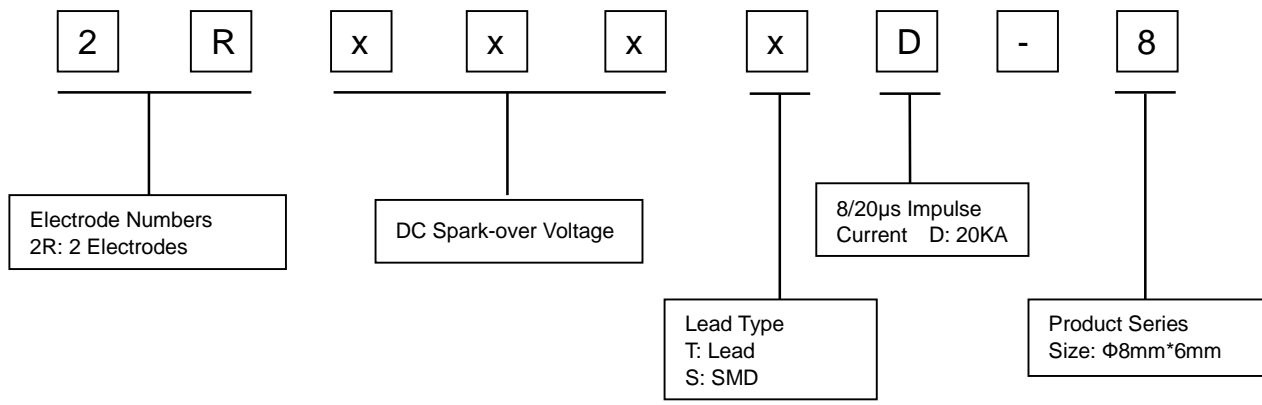 2 R x x x x D - 8
Electrode Numbers
2R: 2 Electrodes
DC Spark-over Voltage
8/20μs Impulse
Current D: 20KA
Lead Type
T: Lead
S: SMD
Product Series
Size: Φ8mm*6mm